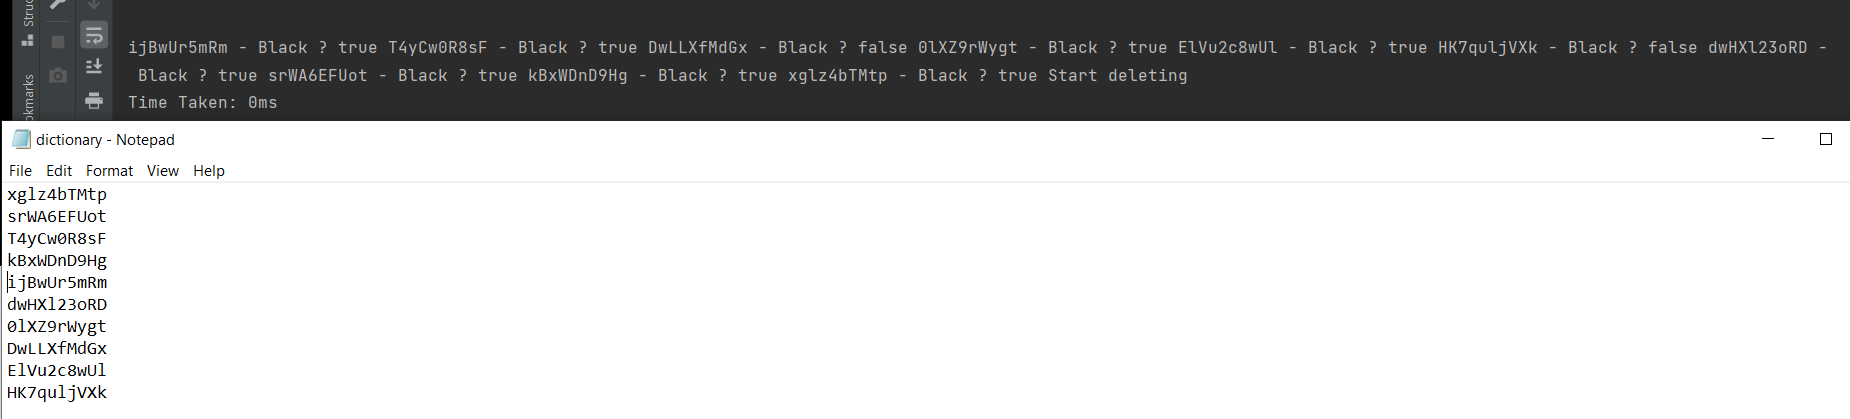 Struc
okmarks
ijBwUr5mRm - Black ? true T4yCw0R8sF - Black ? true DwLLXfMdGx - Black ? false 0lXZ9rWygt - Black ? true ElVu2c8wUl - Black ? true HK7quljVXk - Black ? false dwHXl23oRD -
Black ? true srWA6EFUot - Black ? true kBxWDnD9Hg - Black ? true xglz4bTMtp - Black ? true Start deleting
Time Taken: 0ms
dictionary - Notepad
File Edit Format View Help
xglz4bTMtp
srWA6EFUot
T4yCw0R8sF
kBxWDnD9Hg
ijBwUr5mRm
dwHXl23oRD
0lXZ9rWygt
DwLLXfMdGx
ElVu2c8wUl
HK7quljVXk